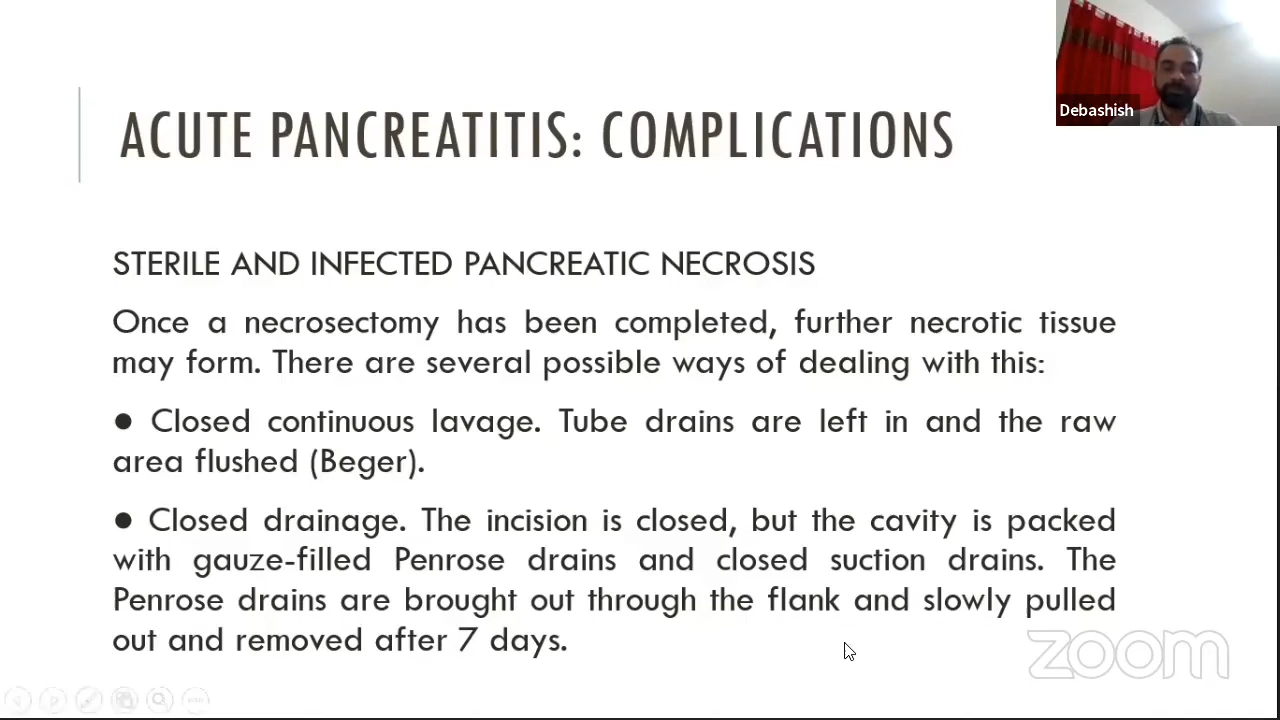 Debashish
ACUTE PANCREATITIS: COMPLICATIONS
STERILE AND INFECTED PANCREATIC NECROSIS
Once a necrosectomy has been completed, further necrotic tissue
may form. There are several possible ways of dealing with this:
● Closed continuous lavage. Tube drains are left in and the raw
area flushed (Beger).
● Closed drainage. The incision is closed, but the cavity is packed
with gauze-filled Penrose drains and closed suction drains. The
Penrose drains are brought out through the flank and slowly pulled
out and removed after 7 days.
zoom